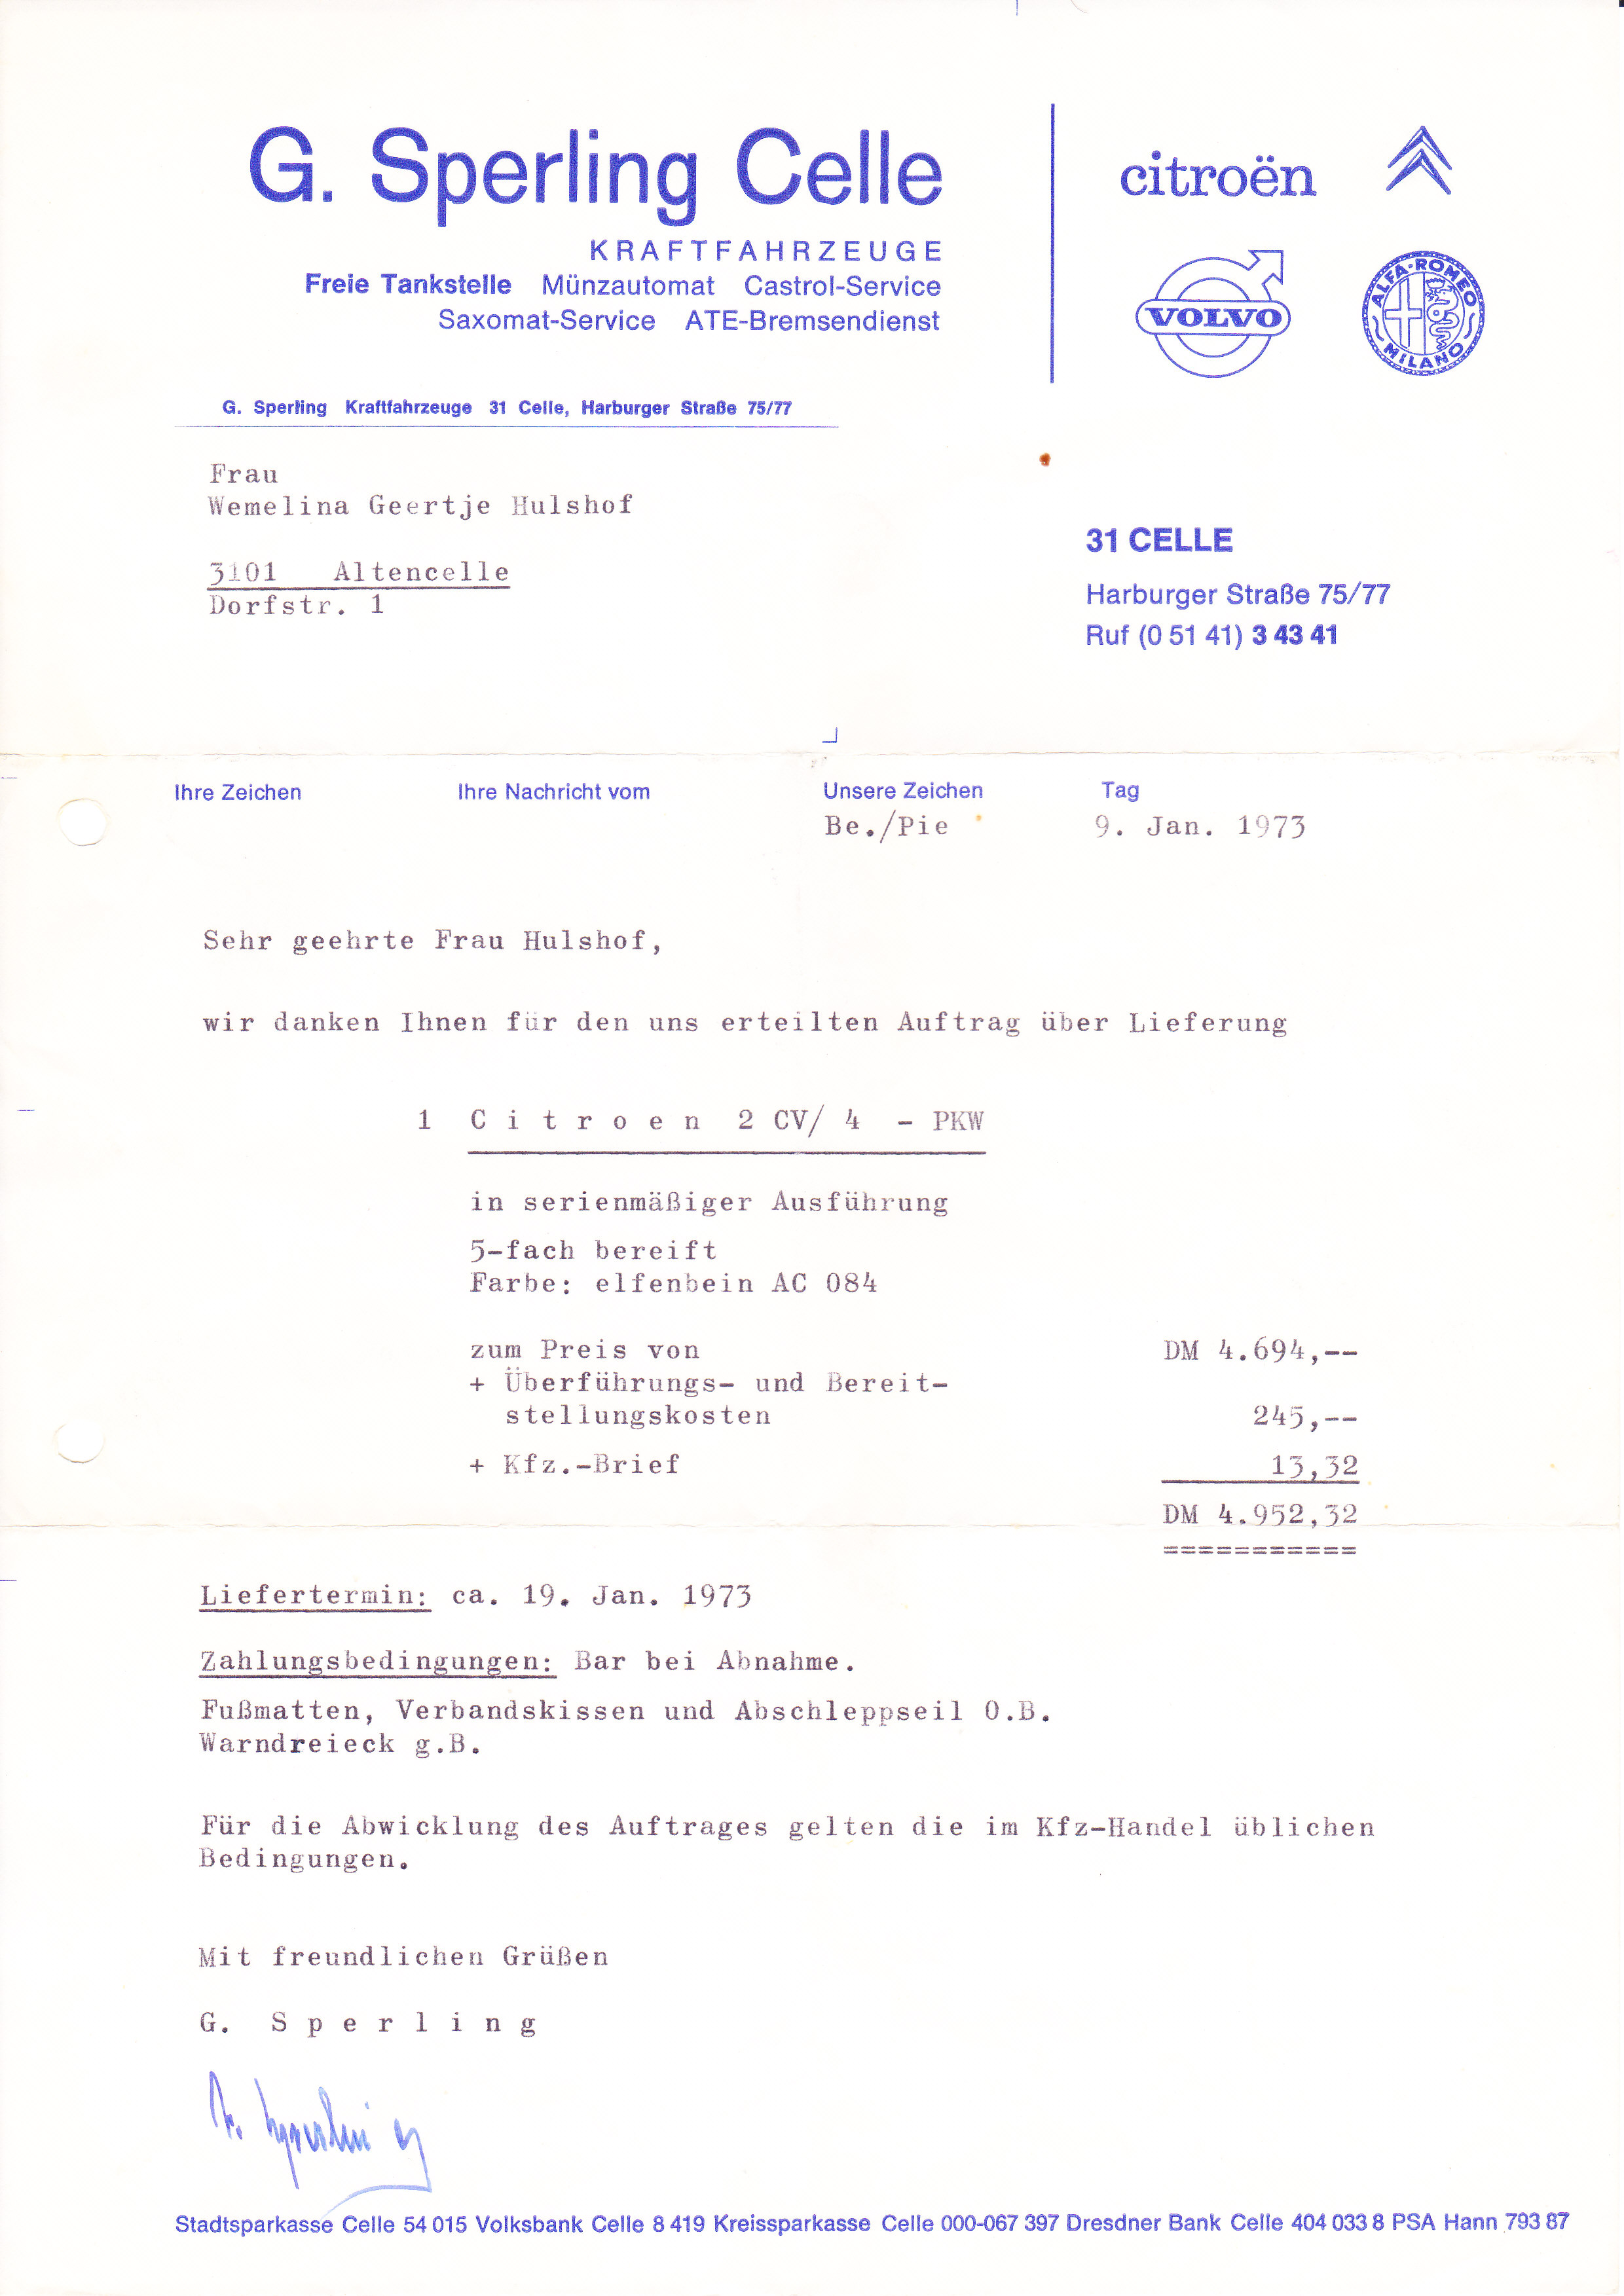 G. Sperling Celle
KRAFTFAHRZEUGE
Freie Tankstelle Münzautomat Castrol-Service
Saxomat-Service ATE-Bremsendienst
citroën
VOLVO
ALFA-ROMEO
MILANO
G. Sperling Kraftfahrzeuge 31 Celle, Harburger Straße 75/77
Frau
Wemelina Geertje Hulshof
3101 Altencelle
Dorfstr. 1
31 CELLE
Harburger Straße 75/77
Ruf (0 51 41) 3 43 41
Ihre Zeichen Ihre Nachricht vom Unsere Zeichen Tag
Be./Pie 9. Jan. 1973
Sehr geehrte Frau Hulshof,
wir danken Ihnen für den uns erteilten Auftrag über Lieferung
1 C i t r o e n 2 CV/ 4 - PKW
in serienmäßiger Ausführung
5-fach bereift
Farbe: elfenbein AC 084
zum Preis von DM 4.694,--
+ Überführungs- und Bereit-
stellungskosten 245,--
+ Kfz.-Brief 13,32
DM 4.952,32
===========
Liefertermin: ca. 19. Jan. 1973
Zahlungsbedingungen: Bar bei Abnahme.
Fußmatten, Verbandskissen und Abschleppseil O.B.
Warndreieck g.B.
Für die Abwicklung des Auftrages gelten die im Kfz-Handel üblichen
Bedingungen.
Mit freundlichen Grüßen
G. S p e r l i n g
Stadtsparkasse Celle 54 015 Volksbank Celle 8 419 Kreissparkasse Celle 000-067 397 Dresdner Bank Celle 404 033 8 PSA Hann 793 87